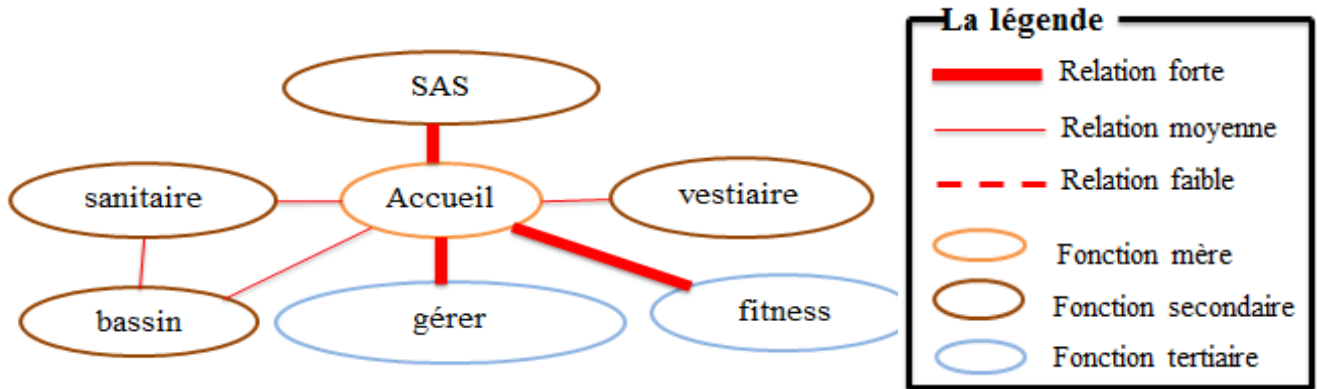 SAS
sanitaire
Accueil
vestiaire
bassin
gérer
fitness
La légende
Relation forte
Relation moyenne
Relation faible
Fonction mère
Fonction secondaire
Fonction tertiaire